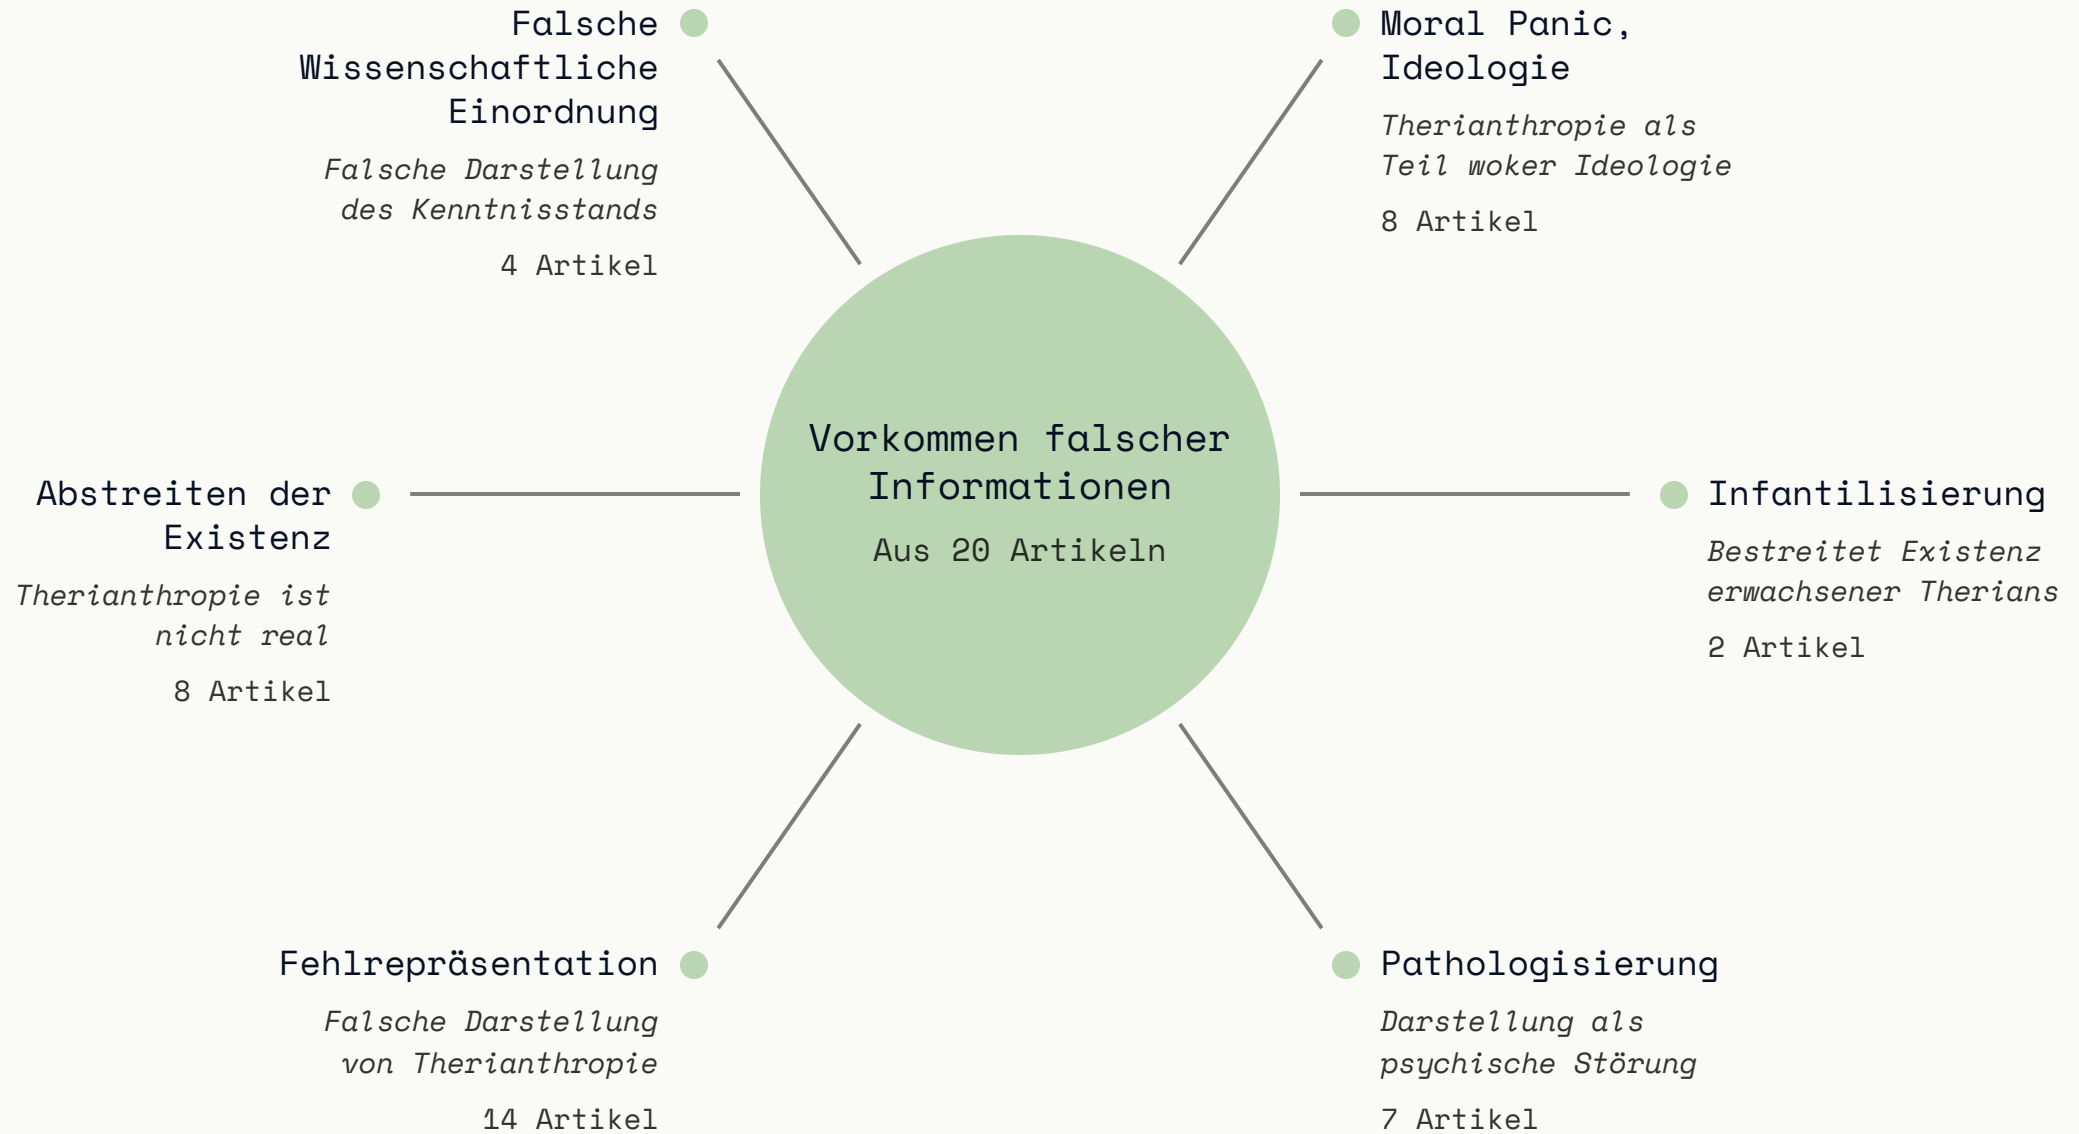 Falsche
Wissenschaftliche
Einordnung
Falsche Darstellung
des Kenntnisstands
4 Artikel
Moral Panic,
Ideologie
Therianthropie als
Teil woker Ideologie
8 Artikel
Vorkommen falscher
Informationen
Aus 20 Artikeln
Abstreiten der
Existenz
Therianthropie ist
nicht real
8 Artikel
Infantilisierung
Bestreitet Existenz
erwachsener Therians
2 Artikel
Fehlrepräsentation
Falsche Darstellung
von Therianthropie
14 Artikel
Pathologisierung
Darstellung als
psychische Störung
7 Artikel